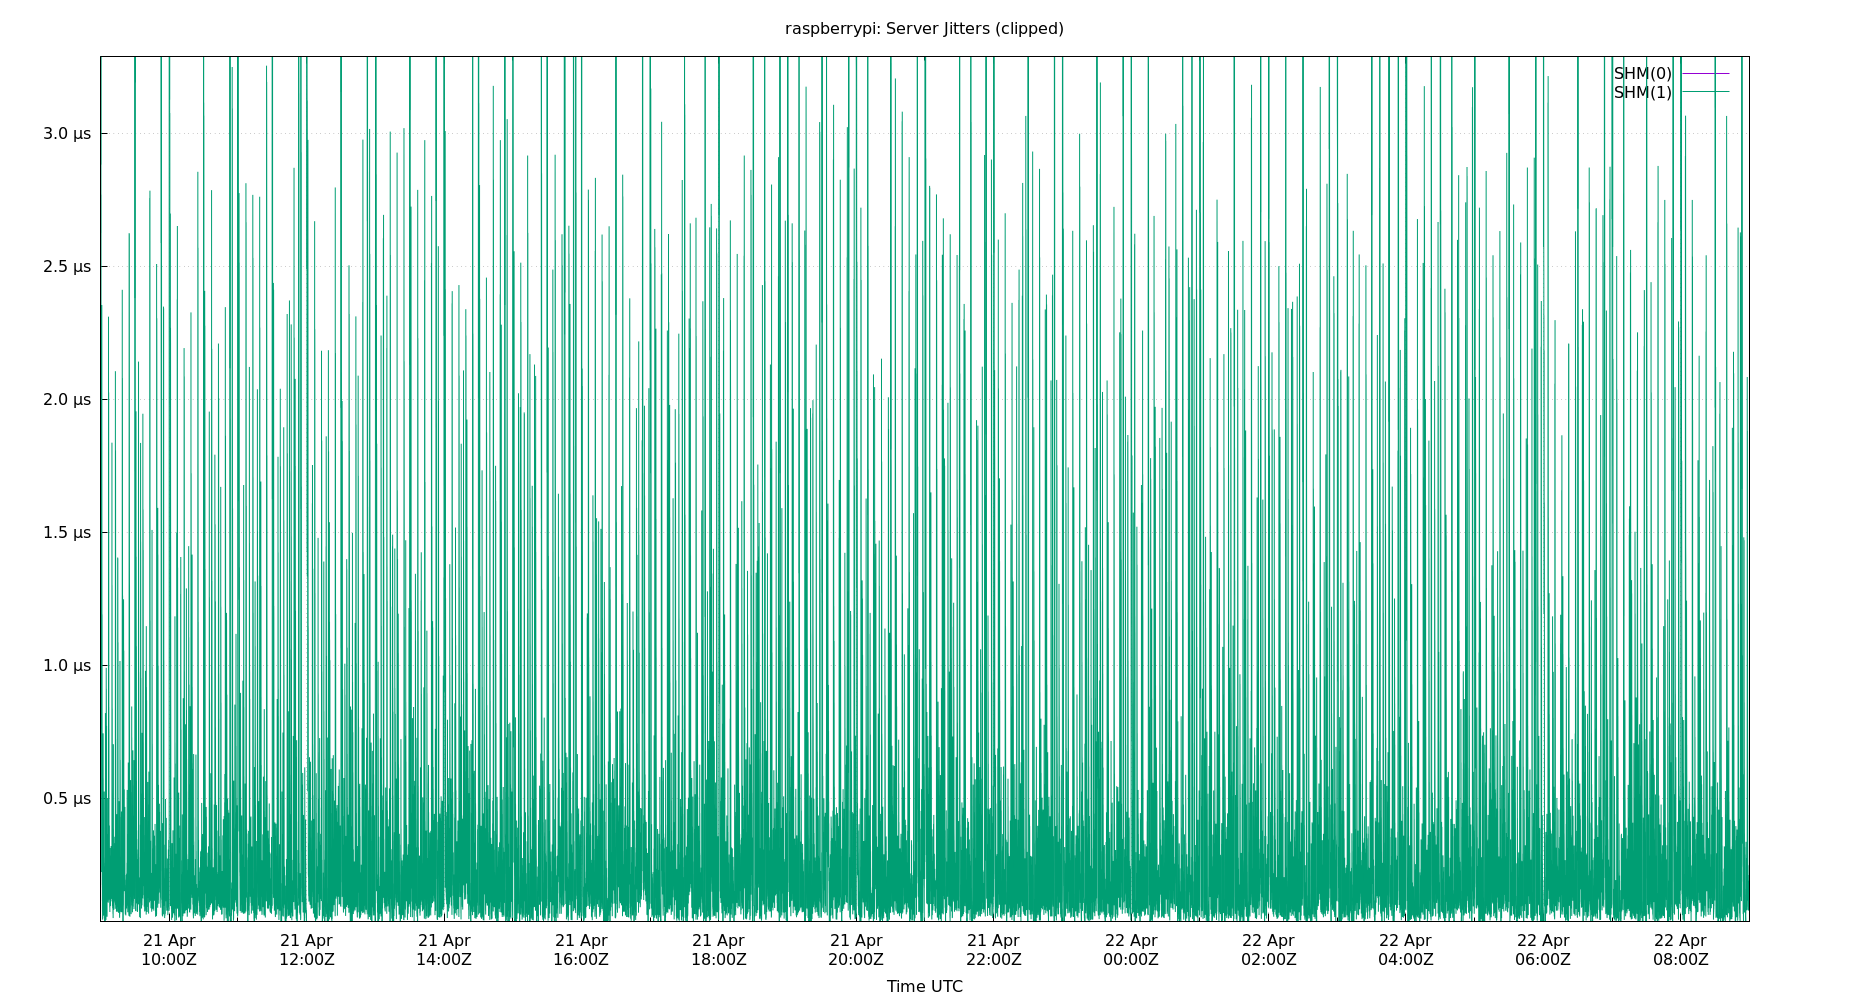 raspberrypi: Server Jitters (clipped)
SHM(0)
SHM(1)
3.0 µs
2.5 µs
2.0 µs
1.5 µs
1.0 µs
0.5 µs
21 Apr 21 Apr 21 Apr 21 Apr 21 Apr 21 Apr 21 Apr 22 Apr 22 Apr 22 Apr 22 Apr 22 Apr
10:00Z 12:00Z 14:00Z 16:00Z 18:00Z 20:00Z 22:00Z 00:00Z 02:00Z 04:00Z 06:00Z 08:00Z
Time UTC